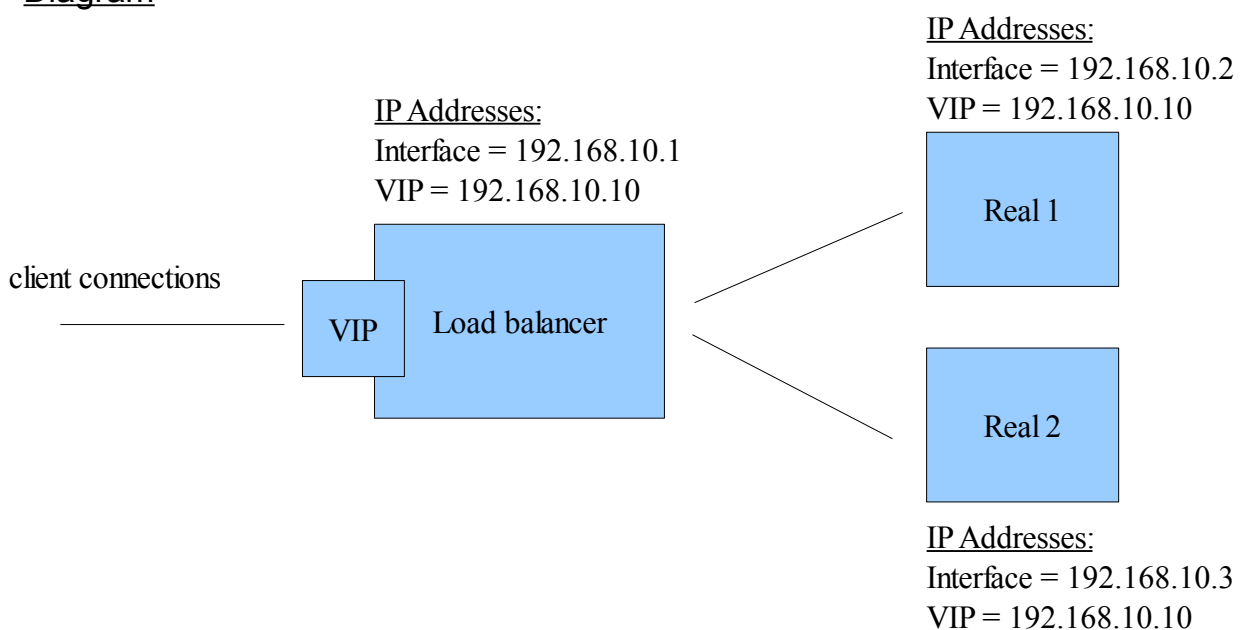 Diagram
IP Addresses:
Interface = 192.168.10.2
VIP = 192.168.10.10
Real 1
IP Addresses:
Interface = 192.168.10.1
VIP = 192.168.10.10
client connections
VIP
Load balancer
Real 2
IP Addresses:
Interface = 192.168.10.3
VIP = 192.168.10.10